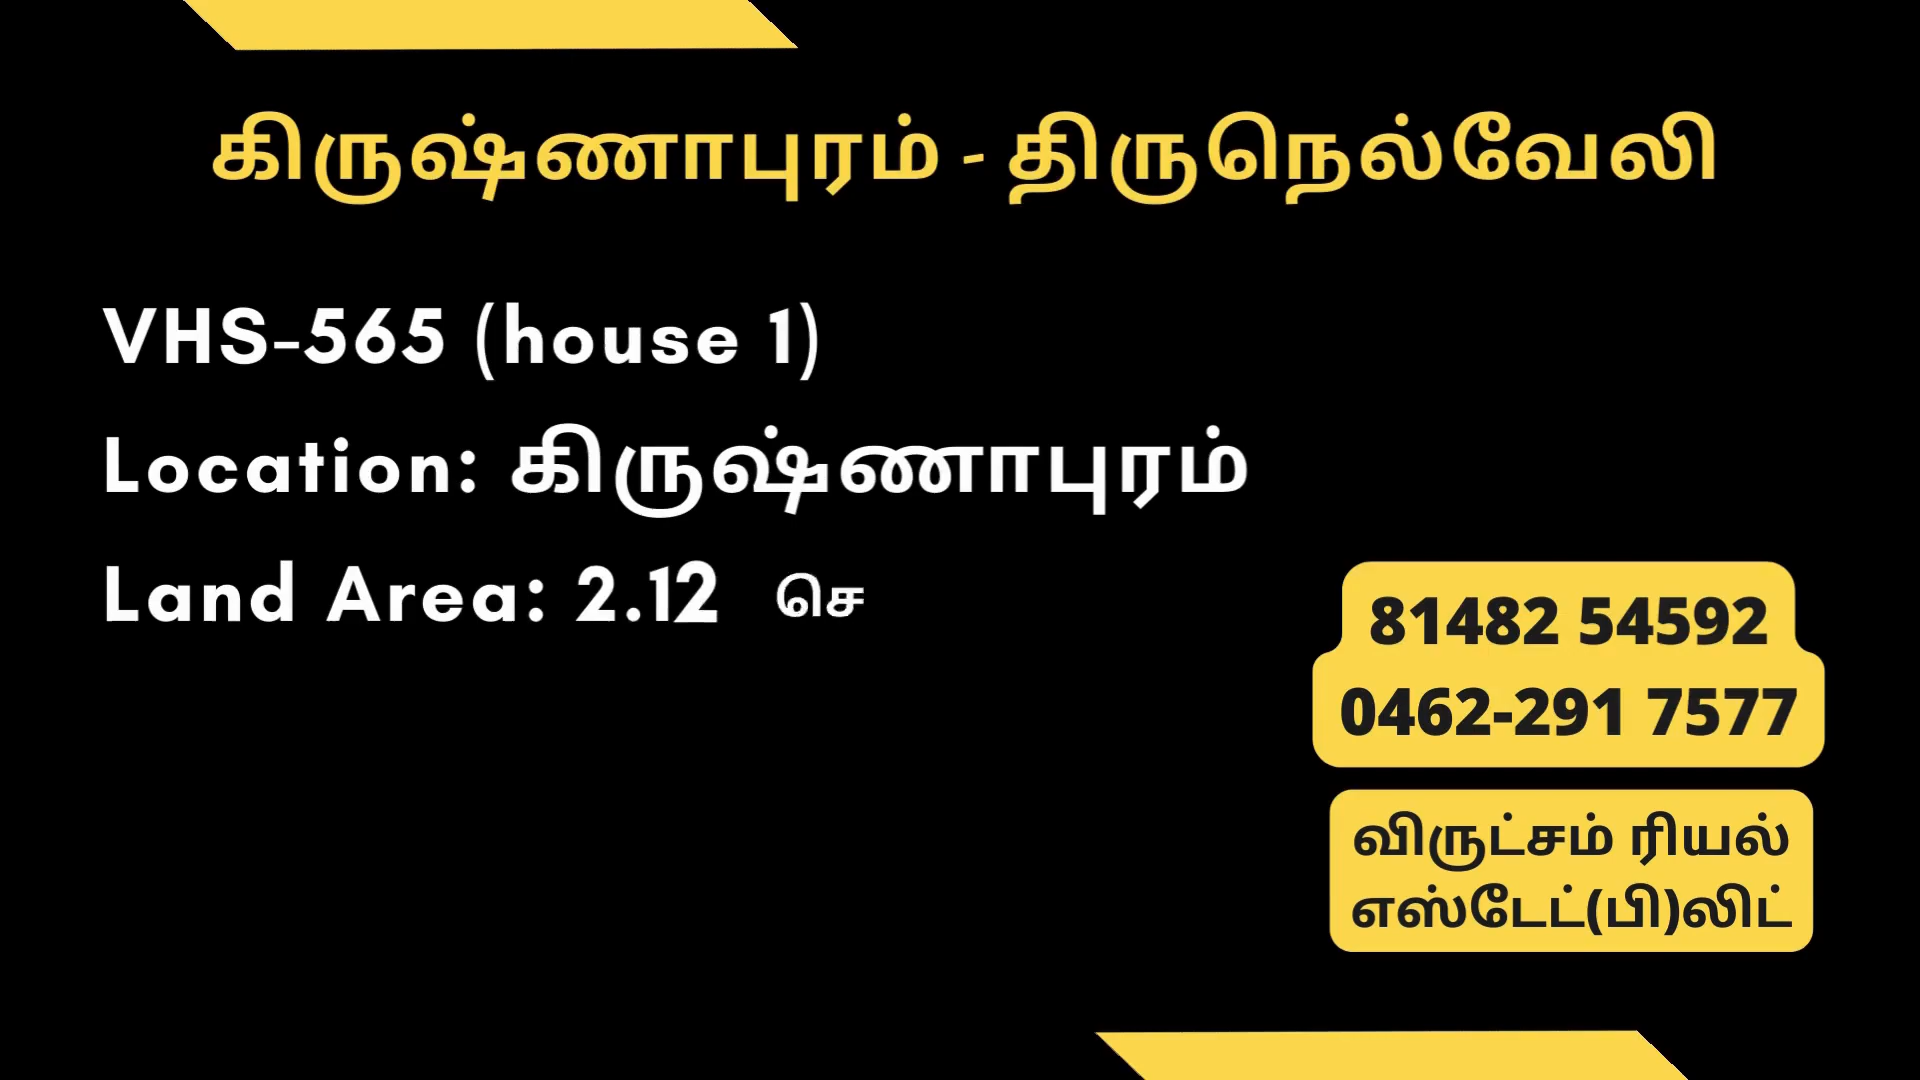 கிருஷ்ணாபுரம் - திருநெல்வேலி
VHS-565 (house 1)
Location: கிருஷ்ணாபுரம்
Land Area: 2.12 செ
81482 54592
0462-291 7577
விருட்சம் ரியல்
எஸ்டேட்(பி)லிட்